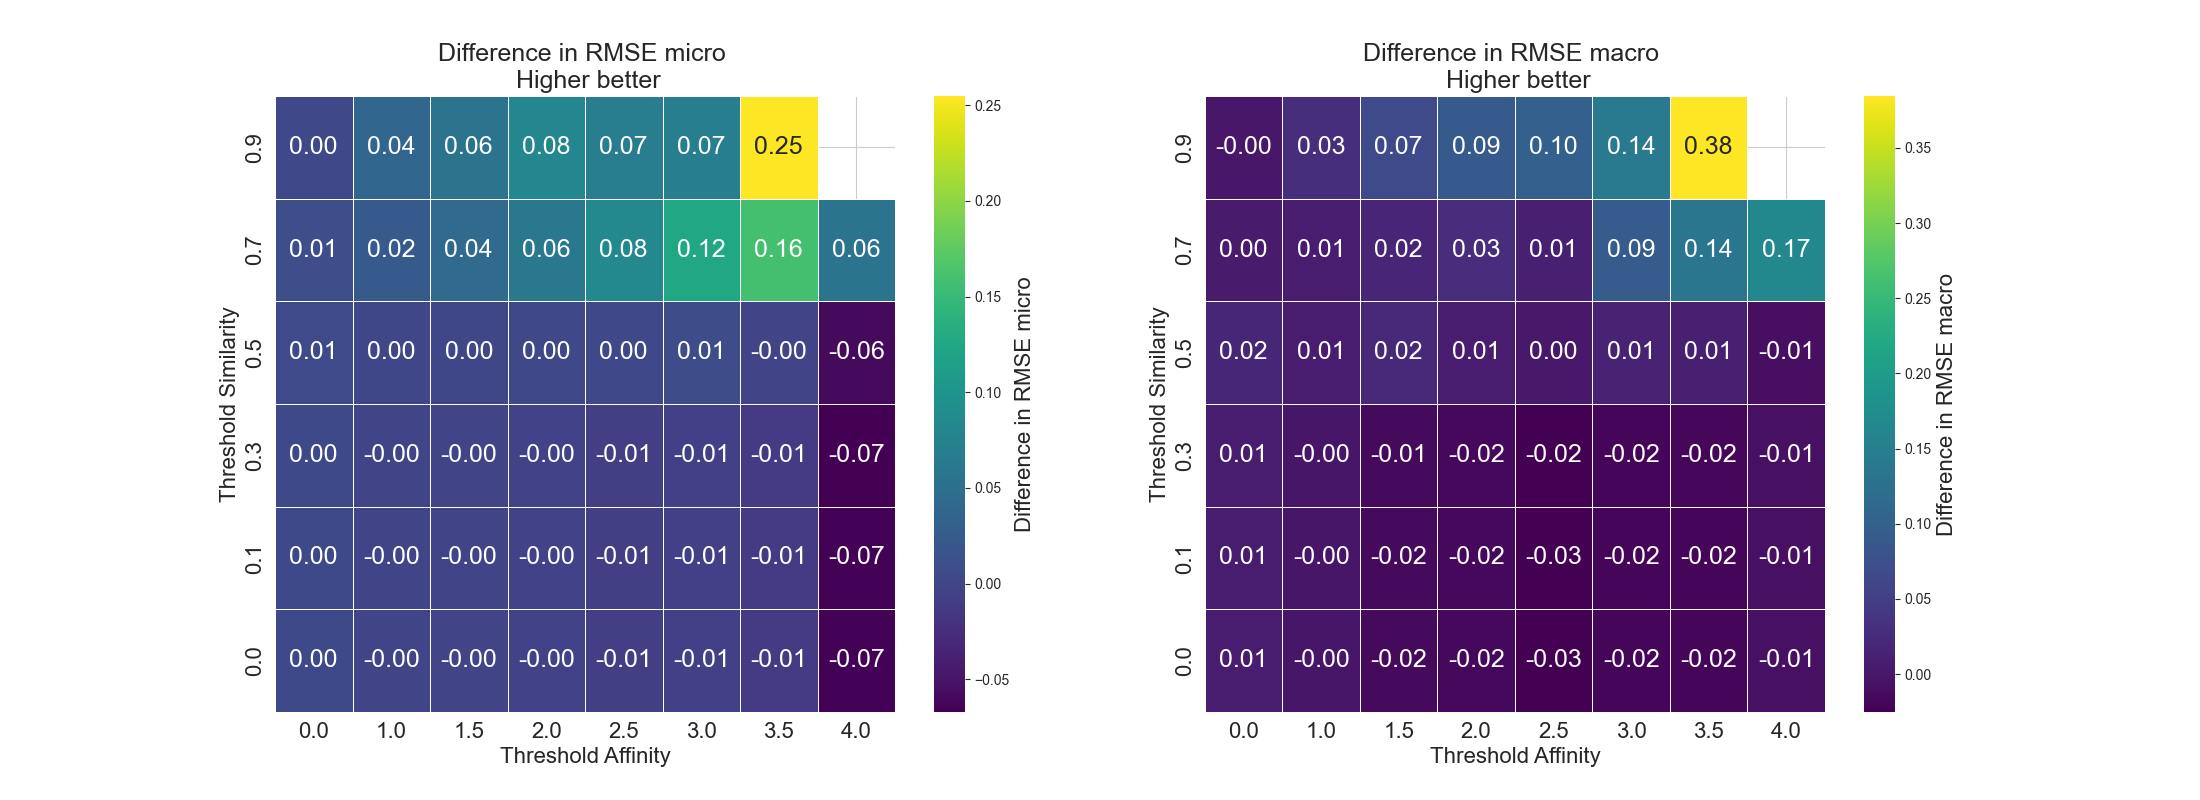 Difference in RMSE micro
Higher better
0.9 0.00 0.04 0.06 0.08 0.07 0.07 0.25
0.7 0.01 0.02 0.04 0.06 0.08 0.12 0.16 0.06
0.5 0.01 0.00 0.00 0.00 0.00 0.01 -0.00 -0.06
0.3 0.00 -0.00 -0.00 -0.00 -0.01 -0.01 -0.01 -0.07
0.1 0.00 -0.00 -0.00 -0.00 -0.01 -0.01 -0.01 -0.07
0.0 0.00 -0.00 -0.00 -0.00 -0.01 -0.01 -0.01 -0.07
0.0 1.0 1.5 2.0 2.5 3.0 3.5 4.0
Threshold Affinity
Threshold Similarity
0.25
0.20
0.15
0.10
0.05
0.00
−0.05
Difference in RMSE micro
Difference in RMSE macro
Higher better
0.9 -0.00 0.03 0.07 0.09 0.10 0.14 0.38
0.7 0.00 0.01 0.02 0.03 0.01 0.09 0.14 0.17
0.5 0.02 0.01 0.02 0.01 0.00 0.01 0.01 -0.01
0.3 0.01 -0.00 -0.01 -0.02 -0.02 -0.02 -0.02 -0.01
0.1 0.01 -0.00 -0.02 -0.02 -0.03 -0.02 -0.02 -0.01
0.0 0.01 -0.00 -0.02 -0.02 -0.03 -0.02 -0.02 -0.01
0.0 1.0 1.5 2.0 2.5 3.0 3.5 4.0
Threshold Affinity
Threshold Similarity
0.35
0.30
0.25
0.20
0.15
0.10
0.05
0.00
Difference in RMSE macro